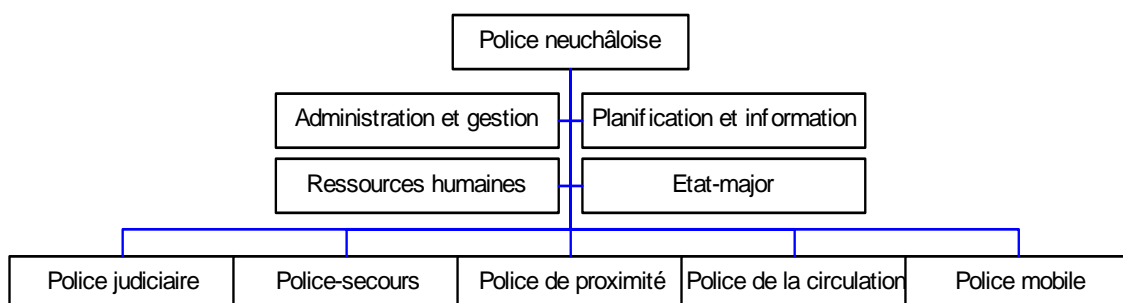 Police neuchâloise
Administration et gestion
Planification et information
Ressources humaines
Etat-major
Police judiciaire
Police-secours
Police de proximité
Police de la circulation
Police mobile